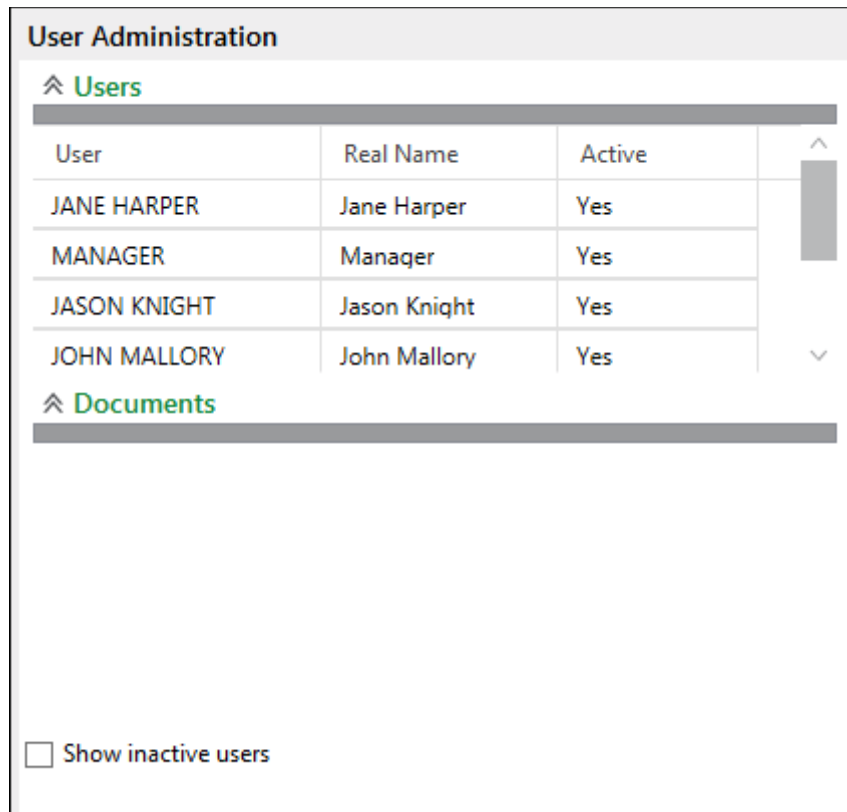 User Administration
Users
User Real Name Active
JANE HARPER Jane Harper Yes
MANAGER Manager Yes
JASON KNIGHT Jason Knight Yes
JOHN MALLORY John Mallory Yes
Documents
Show inactive users